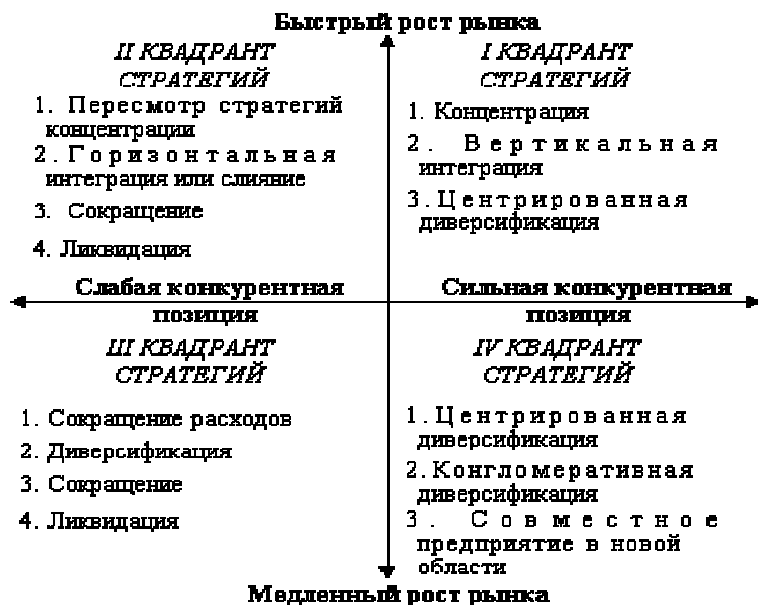 Быстрый рост рынка
II КВАДРАНТ
СТРАТЕГИЙ
1. Пересмотр стратегий
концентрации
2. Горизонтальная
интеграция или слияние
3. Сокращение
4. Ликвидация
I КВАДРАНТ
СТРАТЕГИЙ
1. Концентрация
2. Вертикальная
интеграция
3. Центрированная
диверсификация
Слабая конкурентная
позиция
Сильная конкурентная
позиция
III КВАДРАНТ
СТРАТЕГИЙ
1. Сокращение расходов
2. Диверсификация
3. Сокращение
4. Ликвидация
IV КВАДРАНТ
СТРАТЕГИЙ
1. Центрированная
диверсификация
2. Конгломеративная
диверсификация
3. Совместное
предприятие в новой
области
Медленный рост рынка